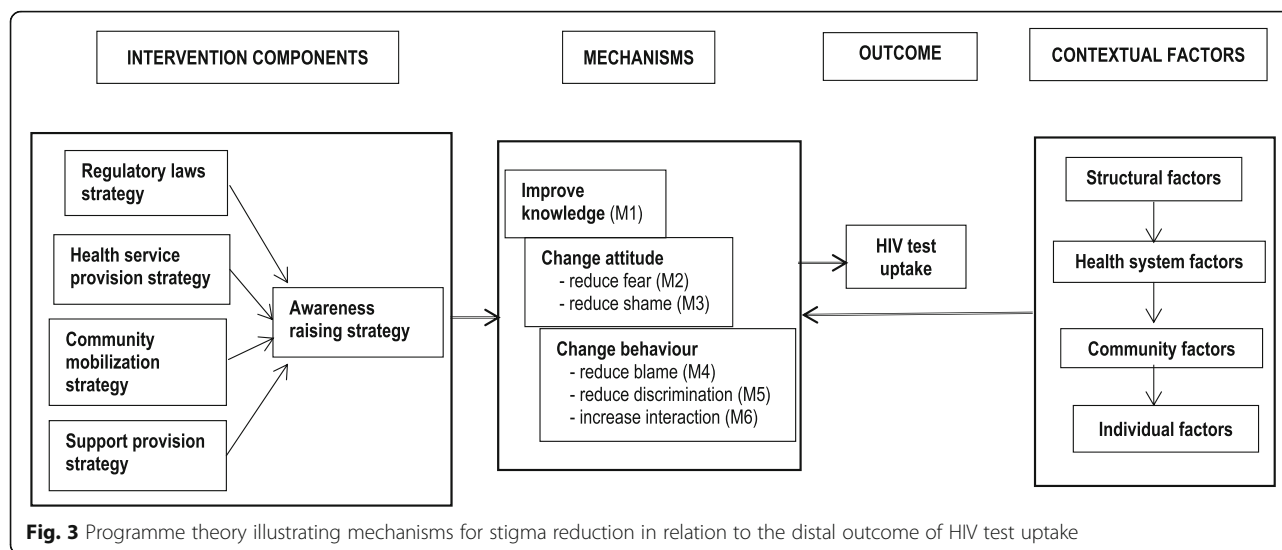 INTERVENTION COMPONENTS
MECHANISMS
OUTCOME
CONTEXTUAL FACTORS
Regulatory laws
strategy
Health service
provision strategy
Community
mobilization
strategy
Support provision
strategy
Awareness
raising strategy
Improve
knowledge (M1)
Change attitude
- reduce fear (M2)
- reduce shame (M3)
Change behaviour
- reduce blame (M4)
- reduce discrimination (M5)
- increase interaction (M6)
HIV test
uptake
Structural factors
Health system factors
Community factors
Individual factors
Fig. 3 Programme theory illustrating mechanisms for stigma reduction in relation to the distal outcome of HIV test uptake